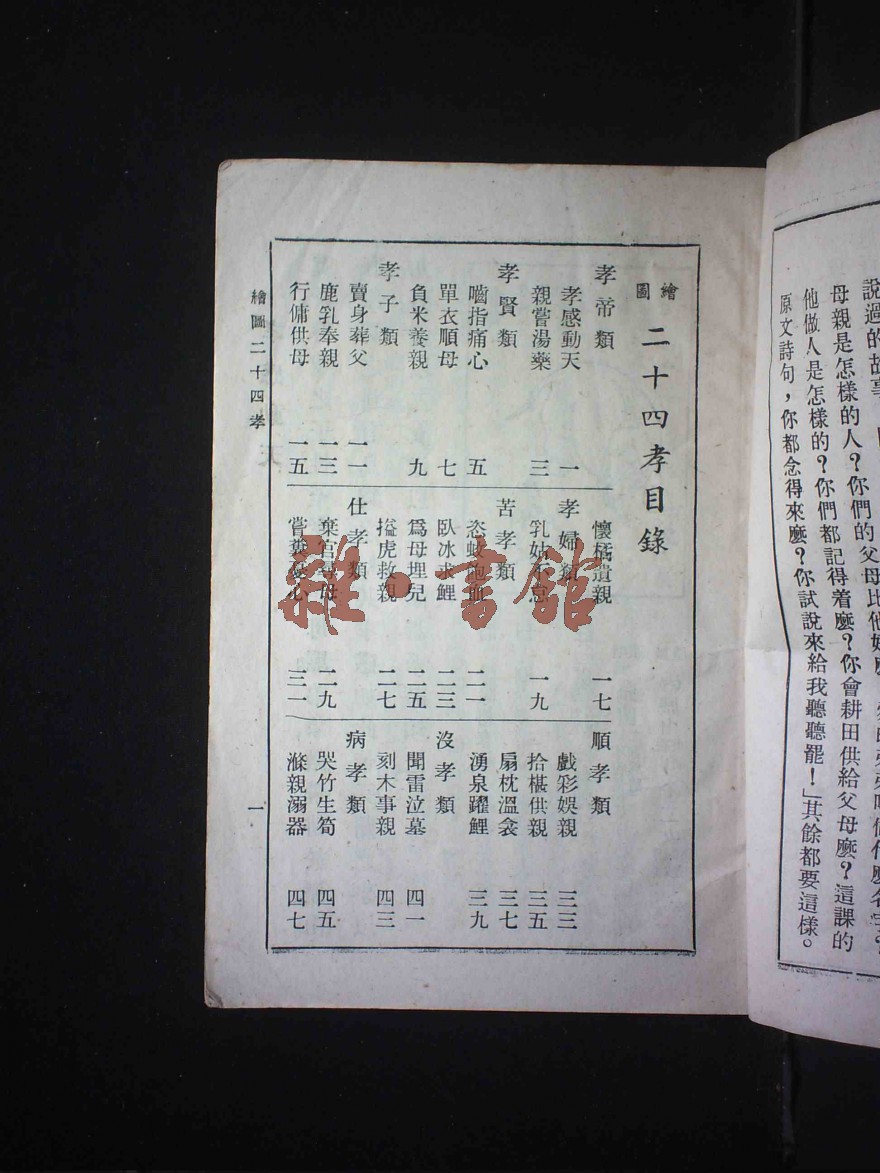 說過的故事
母親是怎樣的人？你們的父母比他
他做人是怎樣的？你們都記得着麼？你會耕田供給父母麼？這課的
原文詩句，你都念得來麼？你試說來給我聽聽罷！」其餘都要這樣。
繪圖 二十四孝目錄
孝帝類
孝感動天 一
親嘗湯藥 三
孝賢類
嚙指痛心 五
單衣順母 七
負米養親 九
孝子類
賣身葬父 一一
鹿乳奉親 一三
行傭供母 一五
懷橘遺親 一七
孝婦類
乳姑不怠 一九
苦孝類
恣蚊飽血 二一
臥冰求鯉 二三
爲母埋兒 二五
搤虎救親 二七
仕孝類
棄官尋母 二九
嘗糞憂心 三一
順孝類
戲彩娛親 三三
拾椹供親 三五
扇枕溫衾 三七
湧泉躍鯉 三九
沒孝類
聞雷泣墓 四一
刻木事親 四三
病孝類
哭竹生筍 四五
滌親溺器 四七
繪圖二十四孝
一
雜·書館